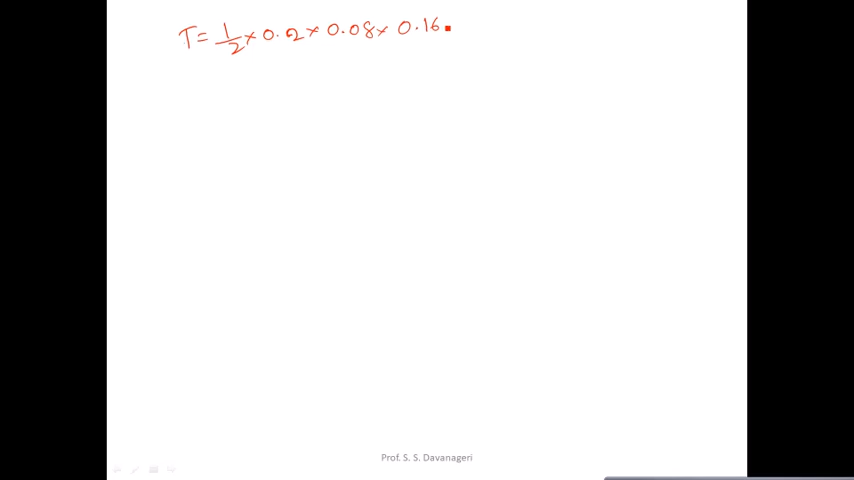 T = 1/2 × 0.2 × 0.08 × 0.16
Prof. S. S. Davanageri